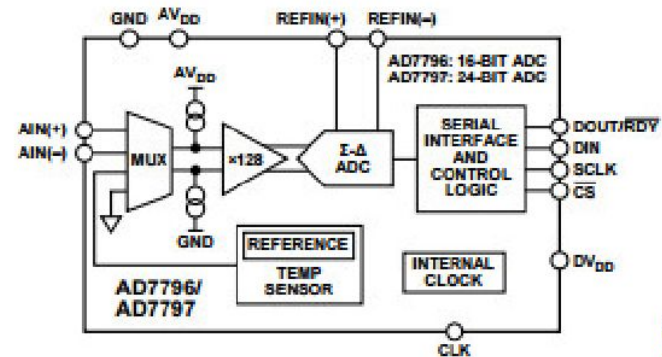 GND AVDD REFIN(+) REFIN(–)
AD7796: 16-BIT ADC
AD7797: 24-BIT ADC
AVDD
AIN(+)
AIN(–)
MUX
×128
Σ-Δ
ADC
SERIAL
INTERFACE
AND
CONTROL
LOGIC
DOUT/RDY
DIN
SCLK
CS
GND
REFERENCE
TEMP
SENSOR
INTERNAL
CLOCK
DVDD
AD7796/
AD7797
CLK